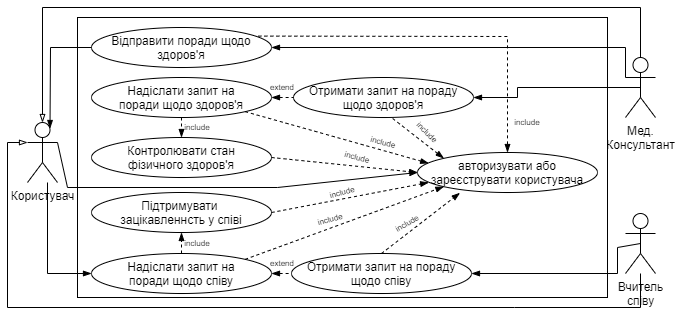 Відправити поради щодо
здоров'я
Надіслати запит на
поради щодо здоров'я
extend
Отримати запит на пораду
щодо здоров'я
include
include
include
include
Мед.
Консультант
Контролювати стан
фізичного здоров'я
include
авторизувати або
зареєструвати користувача
Користувач
Підтримувати
зацікавленнсть у співі
include
include
include
include
Надіслати запит на
поради щодо співу
extend
Отримати запит на пораду
щодо співу
Вчитель
співу